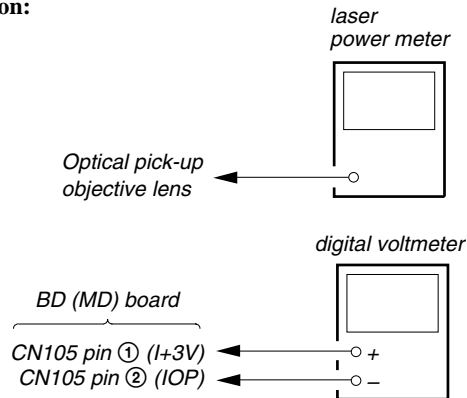 on:
laser
power meter
Optical pick-up
objective lens
digital voltmeter
BD (MD) board
CN105 pin ① (I+3V)
+
CN105 pin ② (IOP)
–